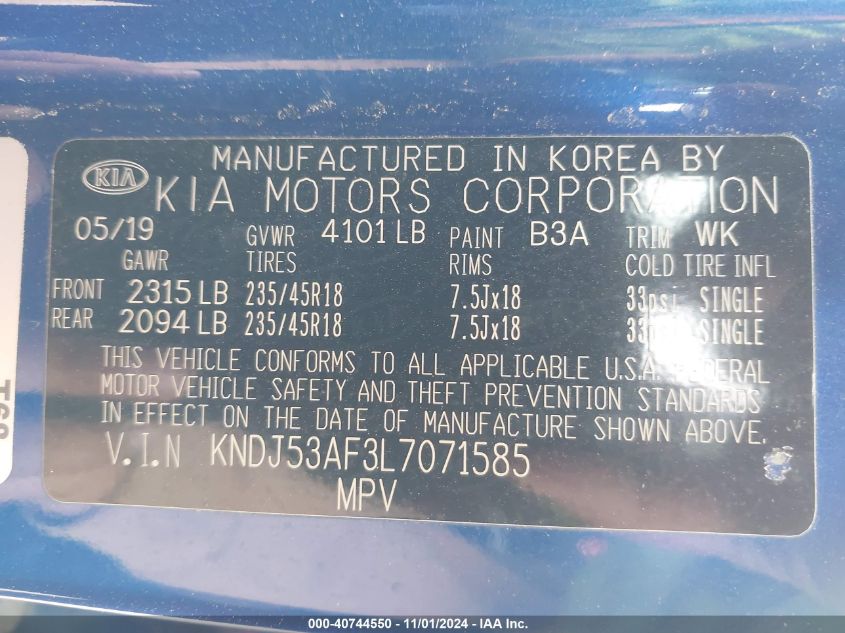 MANUFACTURED IN KOREA BY
KIA KIA MOTORS CORPORATION
05/19 GVWR 4101 LB PAINT B3A TRIM WK
GAWR TIRES RIMS COLD TIRE INFL
FRONT 2315 LB 235/45R18 7.5Jx18 33psi SINGLE
REAR 2094 LB 235/45R18 7.5Jx18 33psi SINGLE
THIS VEHICLE CONFORMS TO ALL APPLICABLE U.S.A. FEDERAL
MOTOR VEHICLE SAFETY AND THEFT PREVENTION STANDARDS
IN EFFECT ON THE DATE OF MANUFACTURE SHOWN ABOVE.
V.I.N KNDJ53AF3L7071585
MPV
000-40744550 - 11/01/2024 - IAA Inc.